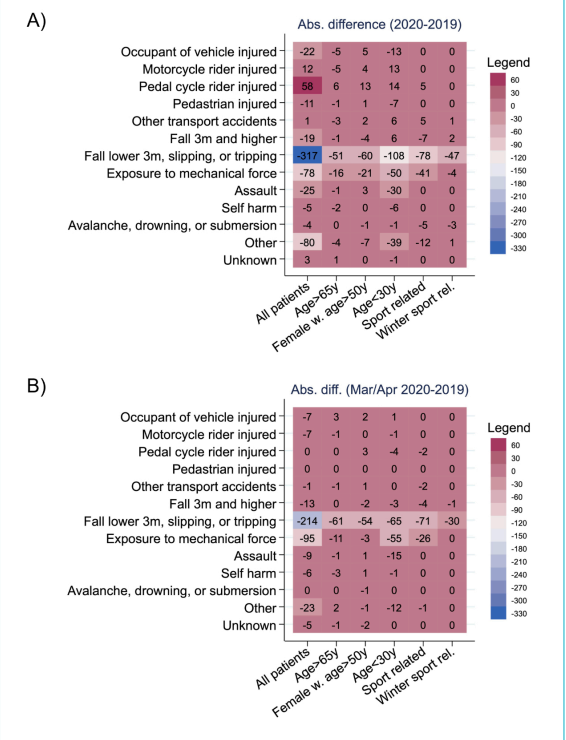 A)
Abs. difference (2020-2019)
Occupant of vehicle injured -22 -5 5 -13 0 0
Motorcycle rider injured 12 -5 4 13 0 0
Pedal cycle rider injured 58 6 13 14 5 0
Pedestrian injured -11 -1 1 -7 0 0
Other transport accidents 1 -3 2 6 5 1
Fall 3m and higher -19 -1 -4 6 -7 2
Fall lower 3m, slipping, or tripping -317 -51 -60 -108 -78 -47
Exposure to mechanical force -78 -16 -21 -50 -41 -4
Assault -25 -1 3 -30 0 0
Self harm -5 -2 0 -6 0 0
Avalanche, drowning, or submersion -4 0 -1 -1 -5 -3
Other -80 -4 -7 -39 -12 1
Unknown 3 1 0 -1 0 0
All patients
Age>65y
Female w. age>50y
Age<30y
Sport related
Winter sport rel.
Legend
60
30
0
-30
-60
-90
-120
-150
-180
-210
-240
-270
-300
-330
B)
Abs. diff. (Mar/Apr 2020-2019)
Occupant of vehicle injured -7 3 2 1 0 0
Motorcycle rider injured -7 -1 0 -1 0 0
Pedal cycle rider injured 0 0 3 -4 -2 0
Pedestrian injured 0 0 0 0 0 0
Other transport accidents -1 -1 1 0 -2 0
Fall 3m and higher -13 0 -2 -3 -4 -1
Fall lower 3m, slipping, or tripping -214 -61 -54 -65 -71 -30
Exposure to mechanical force -95 -11 -3 -55 -26 0
Assault -9 -1 1 -15 0 0
Self harm -6 -3 1 -1 0 0
Avalanche, drowning, or submersion 0 0 -1 0 0 0
Other -23 2 -1 -12 -1 0
Unknown -5 -1 -2 0 0 0
All patients
Age>65y
Female w. age>50y
Age<30y
Sport related
Winter sport rel.
Legend
60
30
0
-30
-60
-90
-120
-150
-180
-210
-240
-270
-300
-330